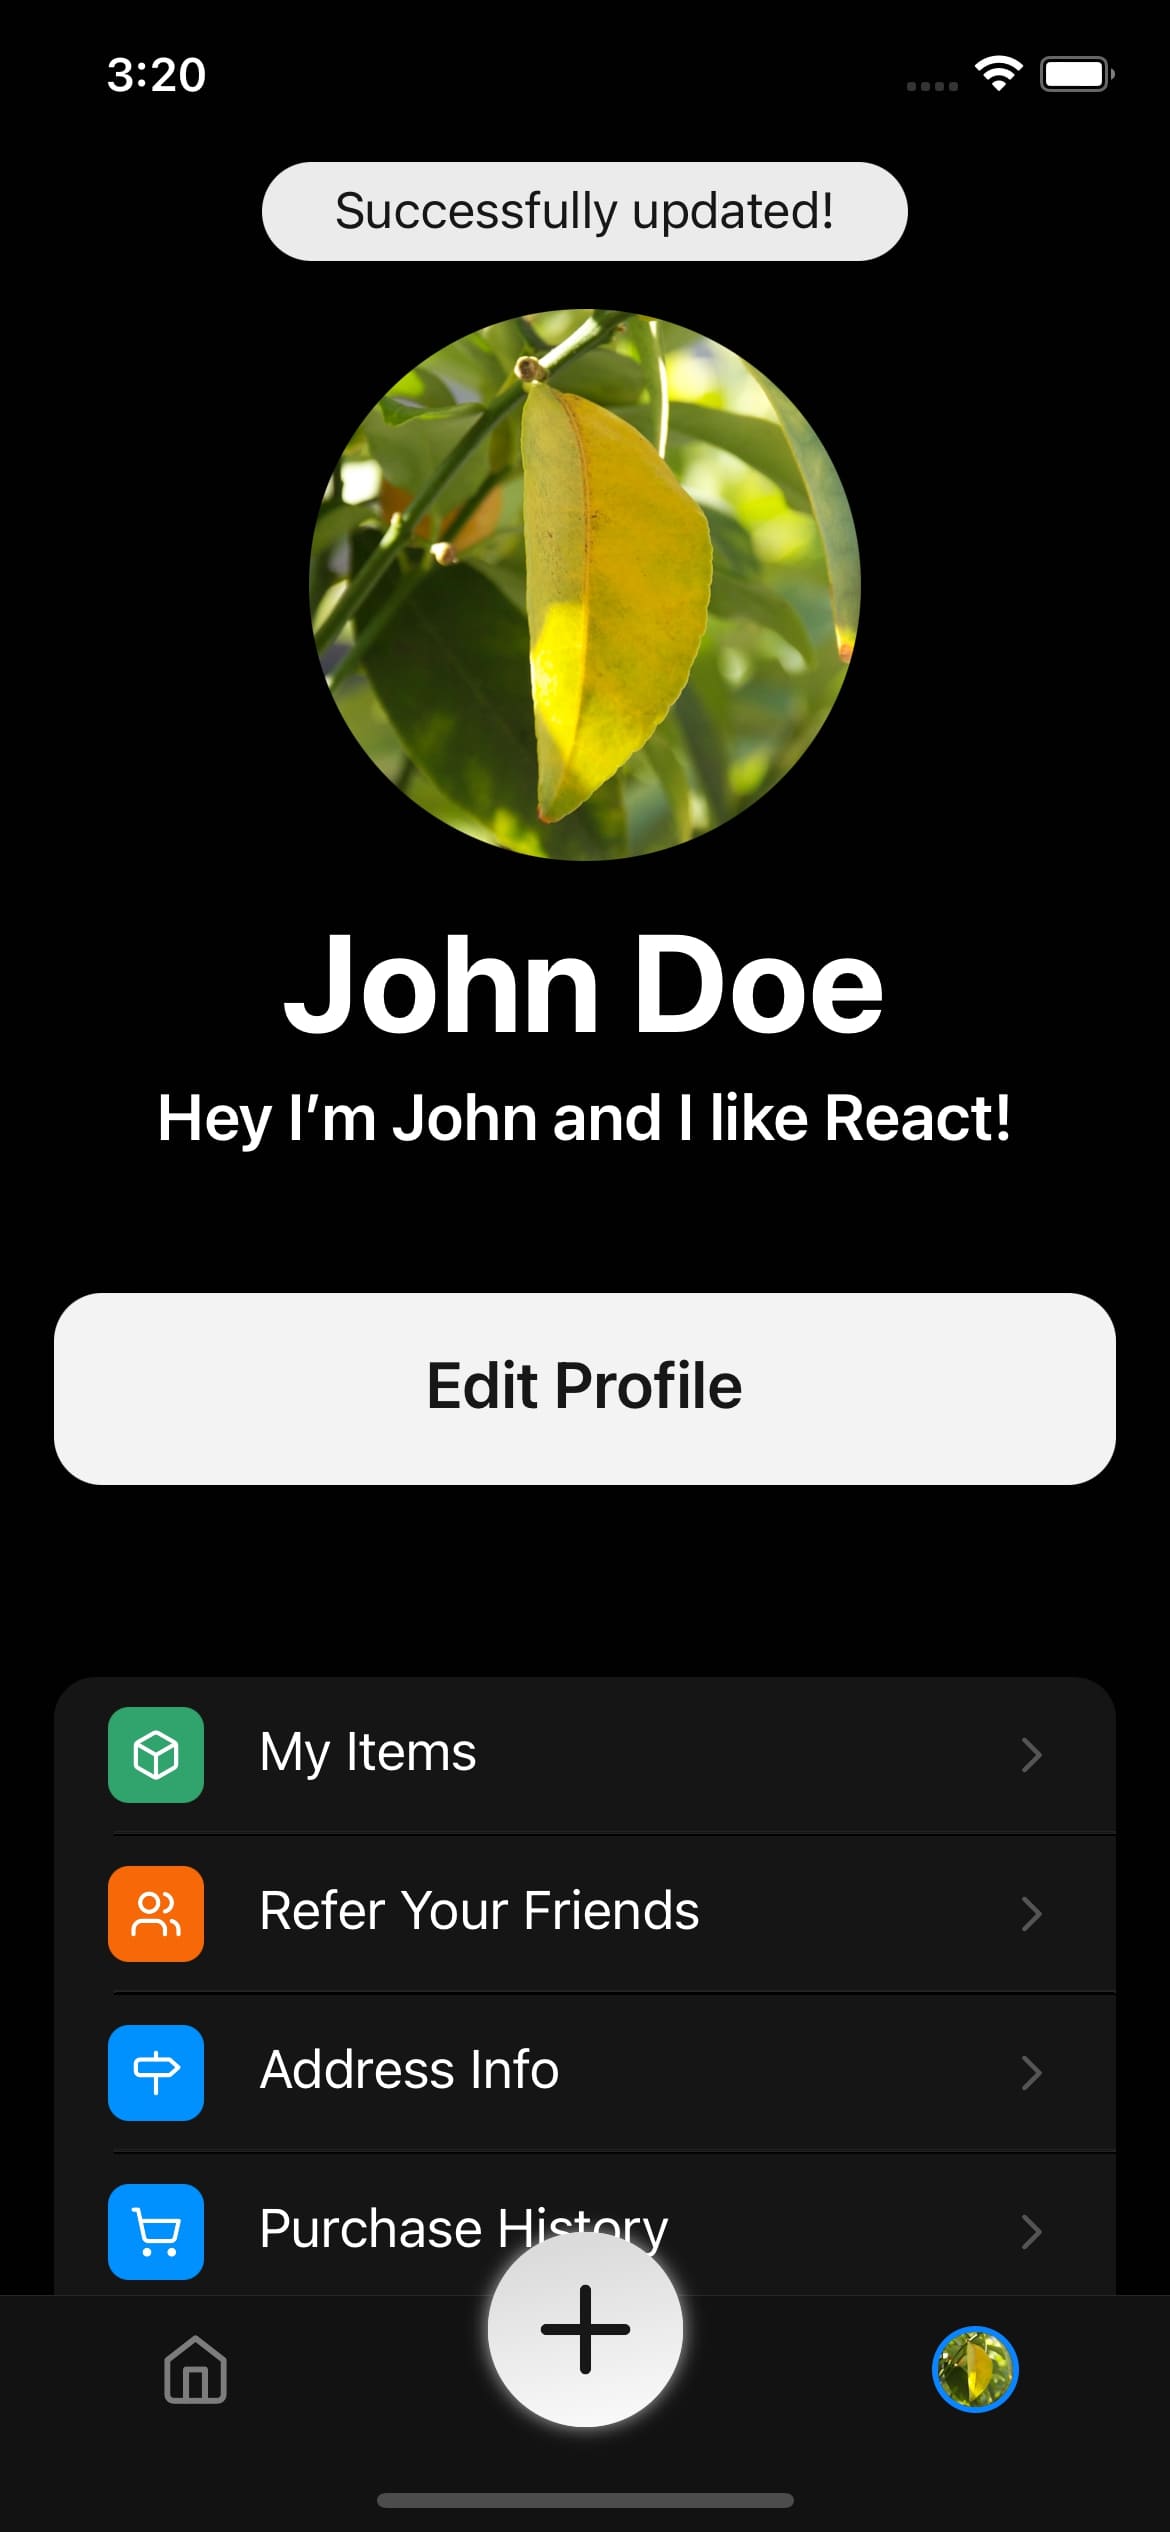 3:20
Successfully updated!
John Doe
Hey I’m John and I like React!
Edit Profile
My Items
Refer Your Friends
Address Info
Purchase History